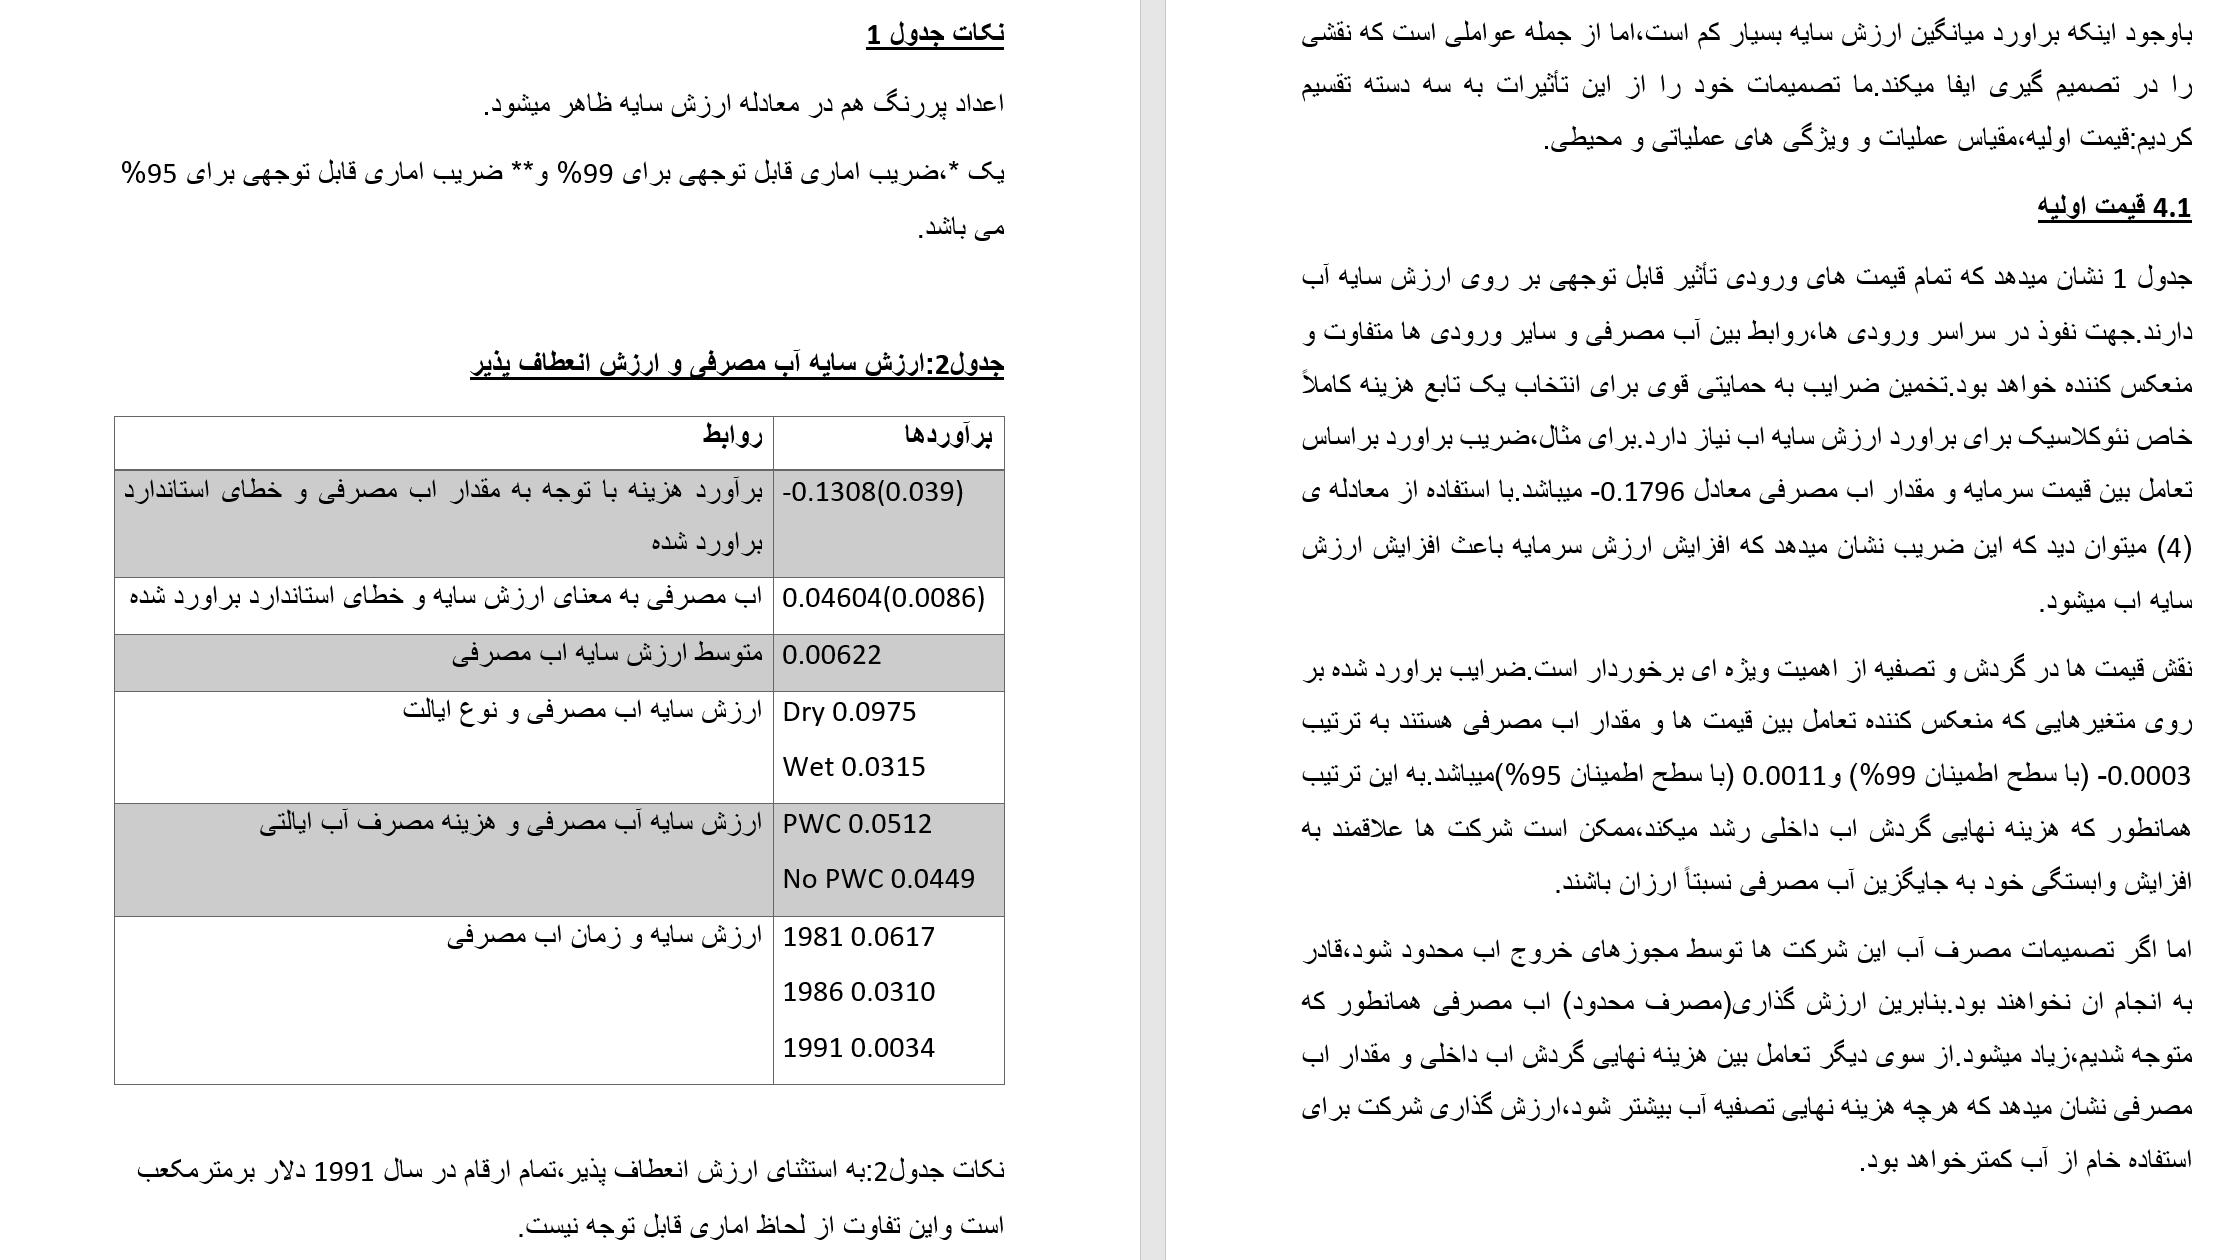 باوجود اینکه براورد میانگین ارزش سایه بسیار کم است،اما از جمله عواملی است که نقشی
را در تصمیم گیری ایفا میکند.ما تصمیمات خود را از این تأثیرات به سه دسته تقسیم
کردیم:قیمت اولیه،مقیاس عملیات و ویژگی های عملیاتی و محیطی.
4.1 قیمت اولیه
جدول 1 نشان میدهد که تمام قیمت های ورودی تأثیر قابل توجهی بر روی ارزش سایه آب
دارند.جهت نفوذ در سراسر ورودی ها،روابط بین آب مصرفی و سایر ورودی ها متفاوت و
منعکس کننده خواهد بود.تخمین ضرایب به حمایتی قوی برای انتخاب یک تابع هزینه کاملاً
خاص نئوکلاسیک برای براورد ارزش سایه اب نیاز دارد.برای مثال،ضریب براورد براساس
تعامل بین قیمت سرمایه و مقدار اب مصرفی معادل 0.1796- میباشد.با استفاده از معادله ی
(4) میتوان دید که این ضریب نشان میدهد که افزایش ارزش سرمایه باعث افزایش ارزش
سایه اب میشود.
نقش قیمت ها در گردش و تصفیه از اهمیت ویژه ای برخوردار است.ضرایب براورد شده بر
روی متغیرهایی که منعکس کننده تعامل بین قیمت ها و مقدار اب مصرفی هستند به ترتیب
0.0003- (با سطح اطمینان 99%) و0.0011 (با سطح اطمینان 95%)میباشد.به این ترتیب
همانطور که هزینه نهایی گردش اب داخلی رشد میکند،ممکن است شرکت ها علاقمند به
افزایش وابستگی خود به جایگزین آب مصرفی نسبتاً ارزان باشند.
اما اگر تصمیمات مصرف آب این شرکت ها توسط مجوزهای خروج اب محدود شود،قادر
به انجام ان نخواهند بود.بنابرین ارزش گذاری(مصرف محدود) اب مصرفی همانطور که
متوجه شدیم،زیاد میشود.از سوی دیگر تعامل بین هزینه نهایی گردش اب داخلی و مقدار اب
مصرفی نشان میدهد که هرچه هزینه نهایی تصفیه آب بیشتر شود،ارزش گذاری شرکت برای
استفاده خام از آب کمترخواهد بود.
نکات جدول 1
اعداد پررنگ هم در معادله ارزش سایه ظاهر میشود.
یک *،ضریب اماری قابل توجهی برای 99% و** ضریب اماری قابل توجهی برای 95%
می باشد.
جدول2:ارزش سایه آب مصرفی و ارزش انعطاف پذیر
برآوردها روابط
-0.1308(0.039) برآورد هزینه با توجه به مقدار اب مصرفی و خطای استاندارد
براورد شده
0.04604(0.0086) اب مصرفی به معنای ارزش سایه و خطای استاندارد براورد شده
0.00622 متوسط ارزش سایه اب مصرفی
Dry 0.0975 ارزش سایه اب مصرفی و نوع ایالت
Wet 0.0315
PWC 0.0512 ارزش سایه آب مصرفی و هزینه مصرف آب ایالتی
No PWC 0.0449
1981 0.0617 ارزش سایه و زمان اب مصرفی
1986 0.0310
1991 0.0034
نکات جدول2:به استثنای ارزش انعطاف پذیر،تمام ارقام در سال 1991 دلار برمترمکعب
است واین تفاوت از لحاظ اماری قابل توجه نیست.